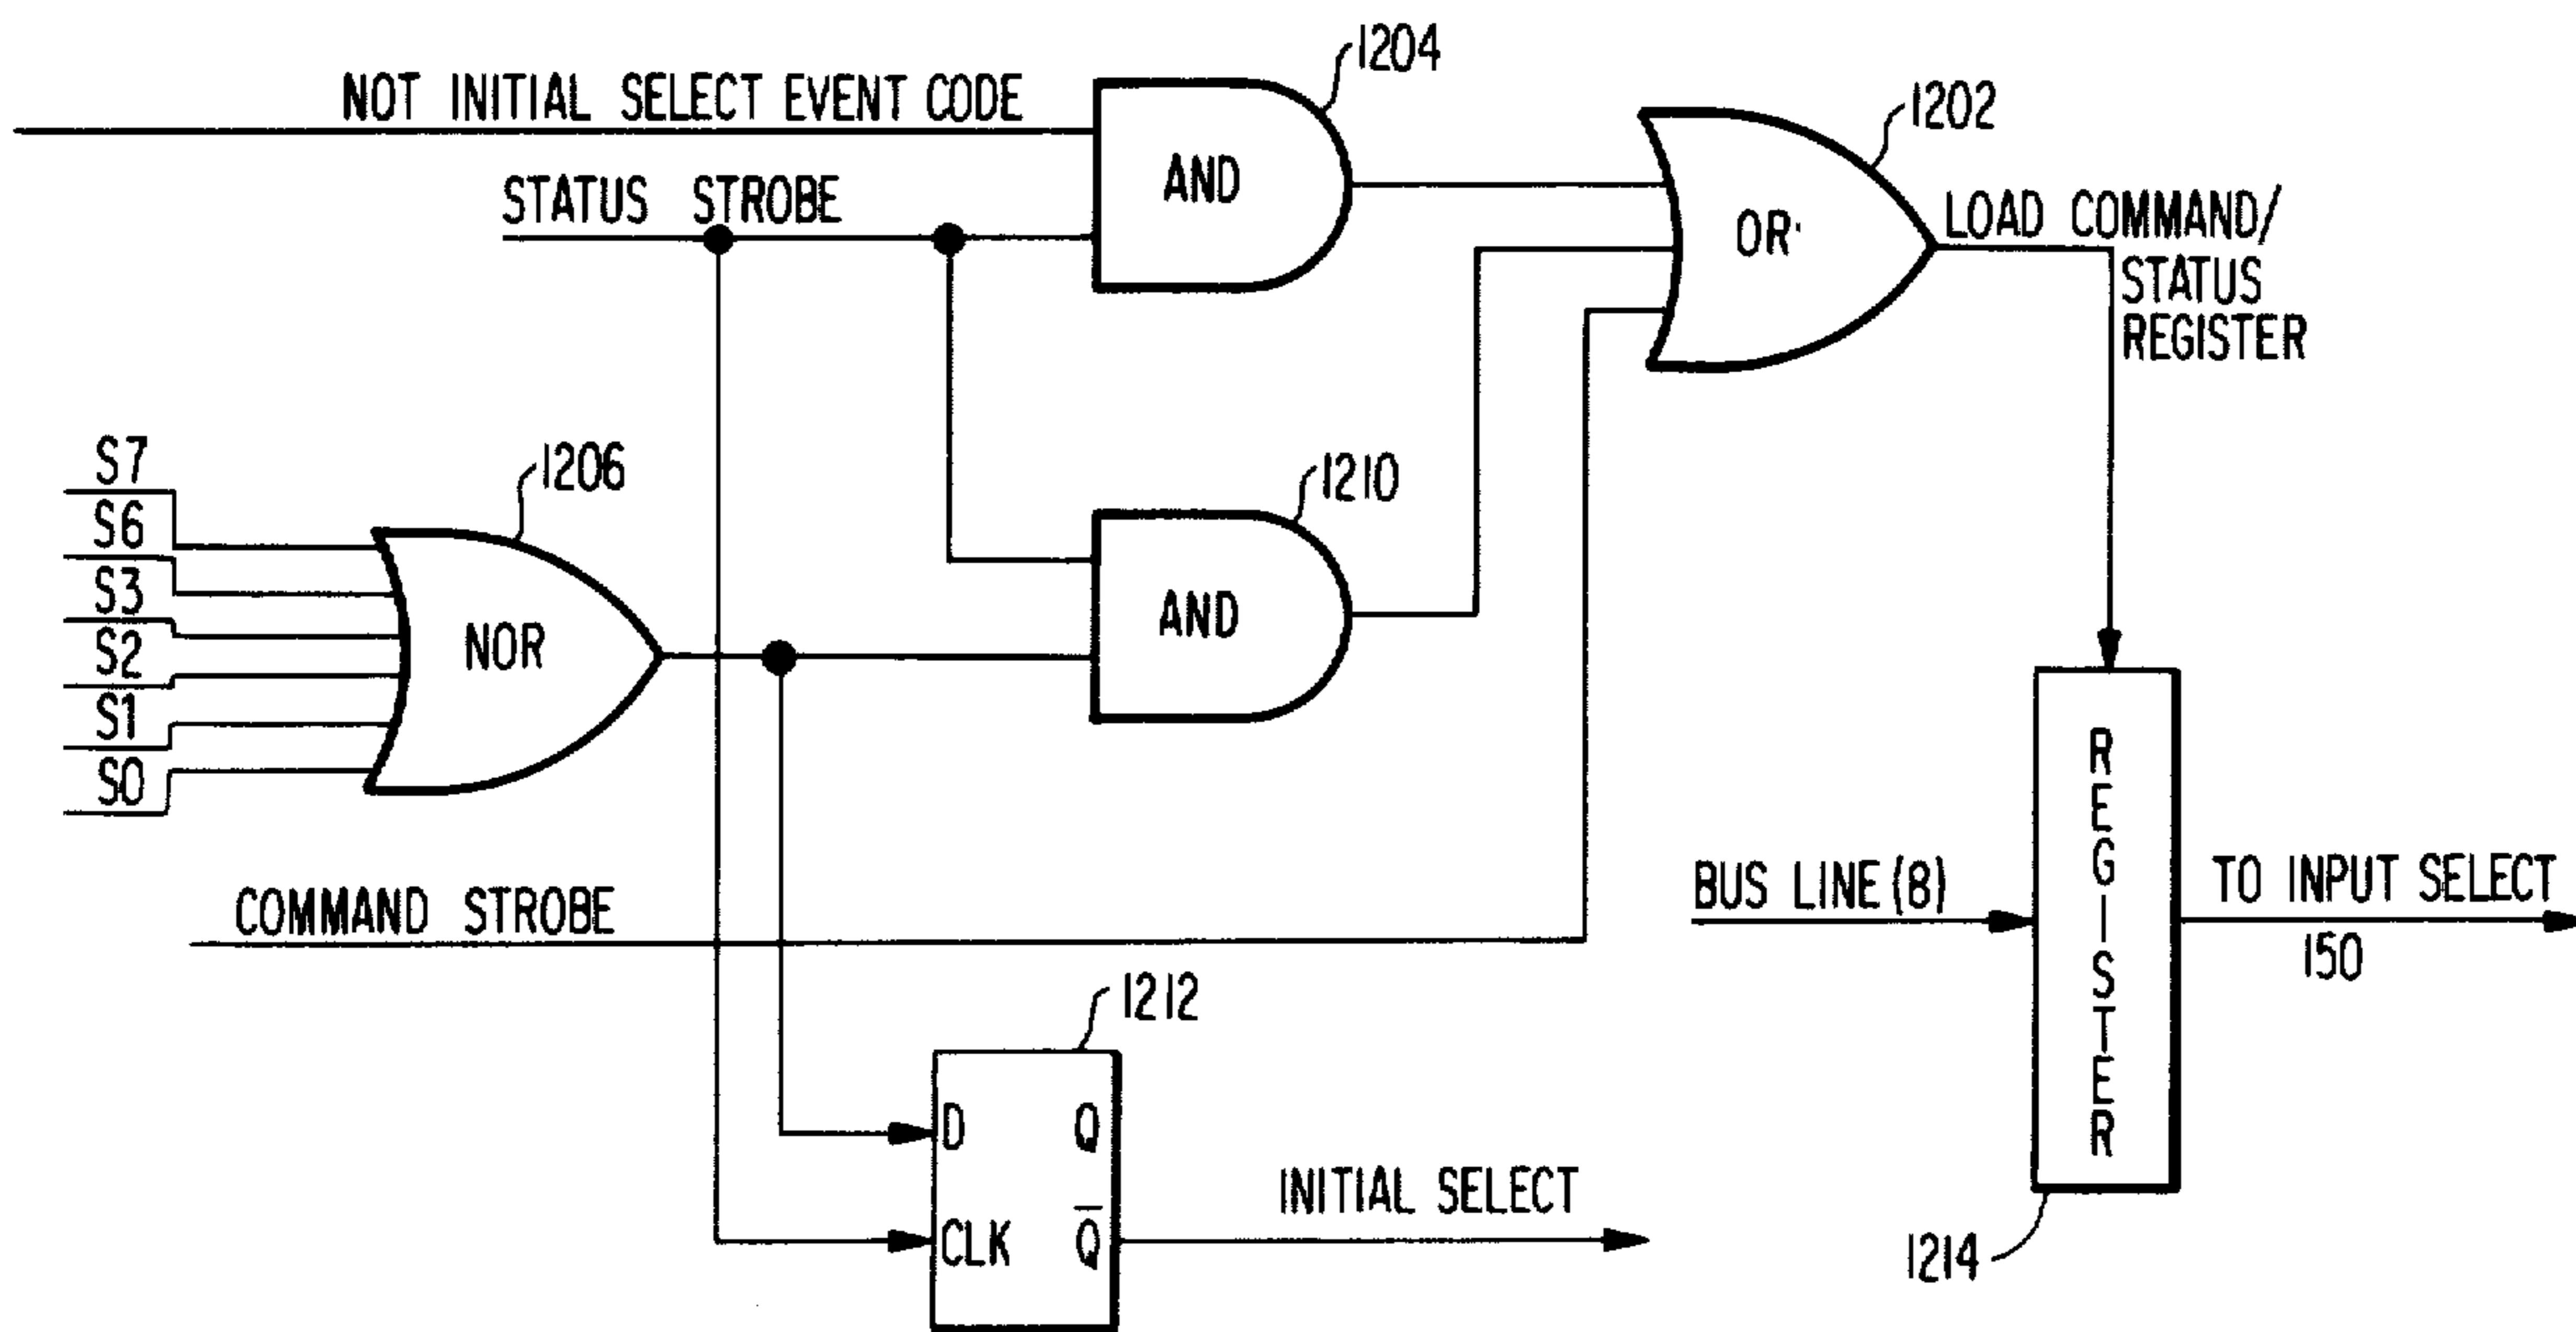 1204
NOT INITIAL SELECT EVENT CODE
1202
AND
STATUS STROBE
OR
LOAD COMMAND/
STATUS
REGISTER
S7
1206
1210
S6
S3
AND
S2
NOR
S1
S0
REGISTER
BUS LINE (8)
TO INPUT SELECT
150
COMMAND STROBE
1212
D Q
INITIAL SELECT
CLK Q̅
1214